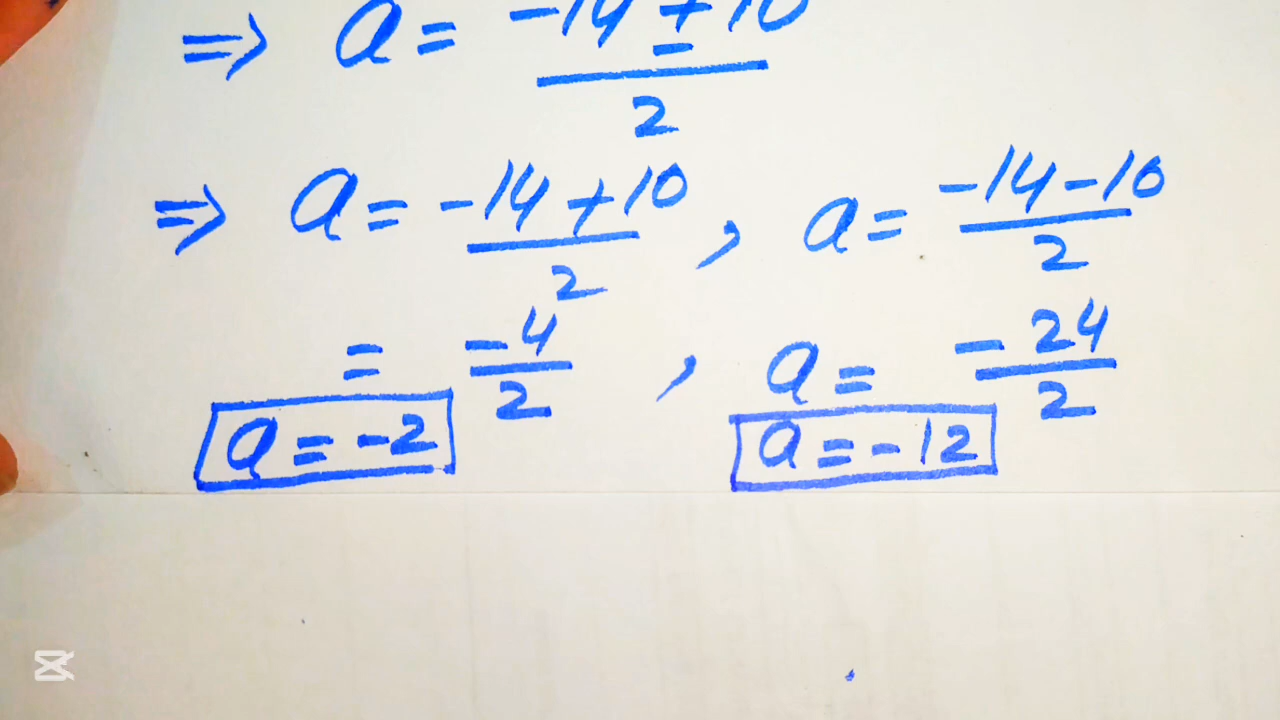 ⇒ a = (-14 ± 10)/2
⇒ a = (-14 + 10)/2 , a = (-14 - 10)/2
= -4/2 , a = -24/2
a = -2 a = -12